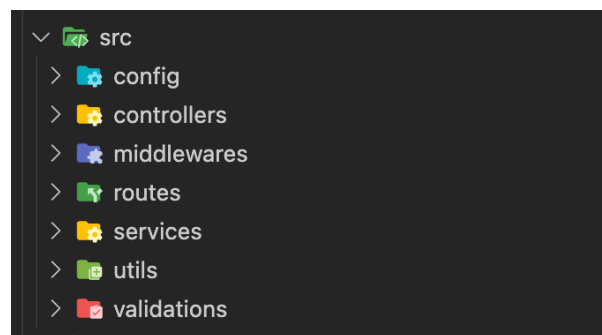 src
config
controllers
middlewares
routes
services
utils
validations